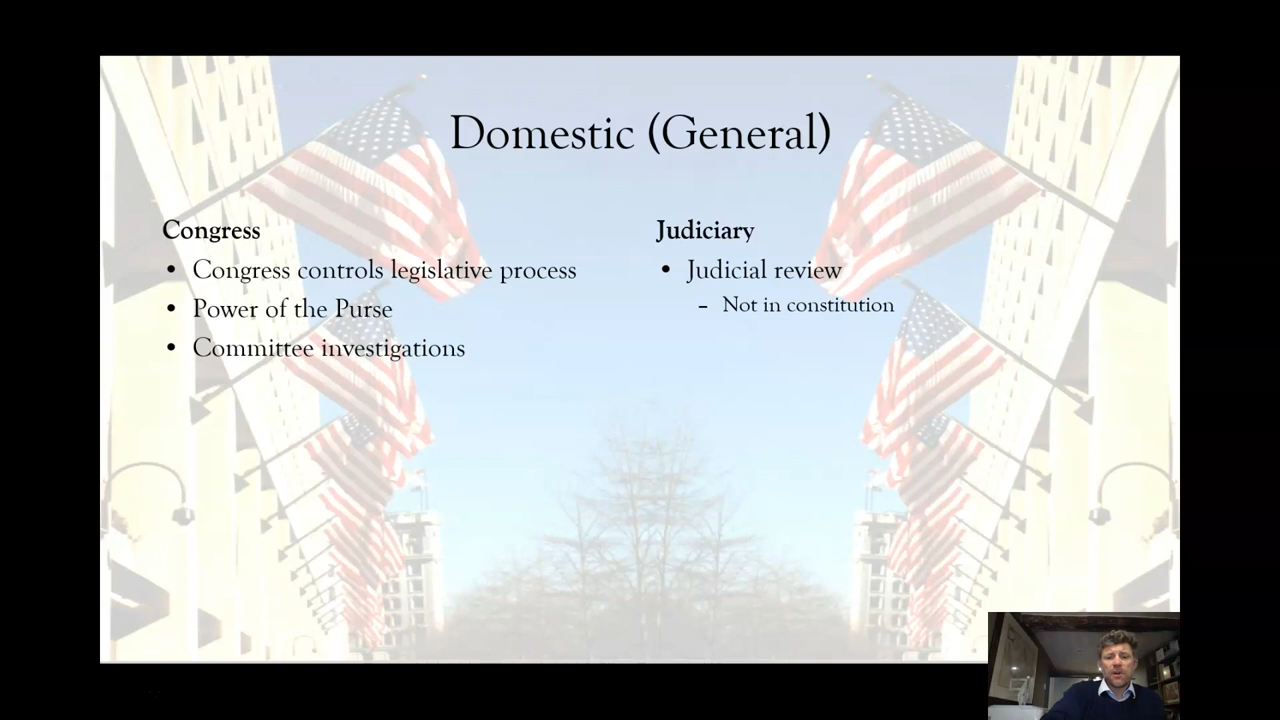 Domestic (General)
Congress
• Congress controls legislative process
• Power of the Purse
• Committee investigations
Judiciary
• Judicial review
– Not in constitution